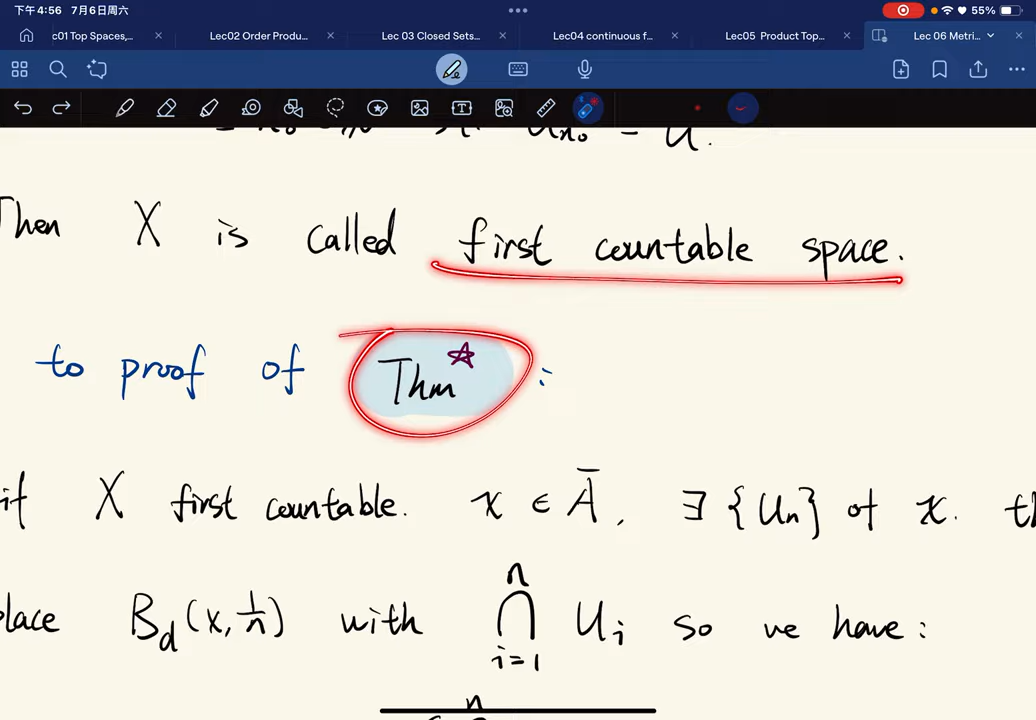 下午4:56 7月6日周六
55%
c01 Top Spaces,...
Lec02 Order Produ...
Lec 03 Closed Sets...
Lec04 continuous f...
Lec05 Product Top...
Lec 06 Metri...
Then X is called first countable space.
to proof of Thm☆:
if X first countable. x ∈ Ā, ∃ {Un} of x. th
place B_d(x, 1/n) with ⋂_{i=1}^{n} U_i so we have:
n